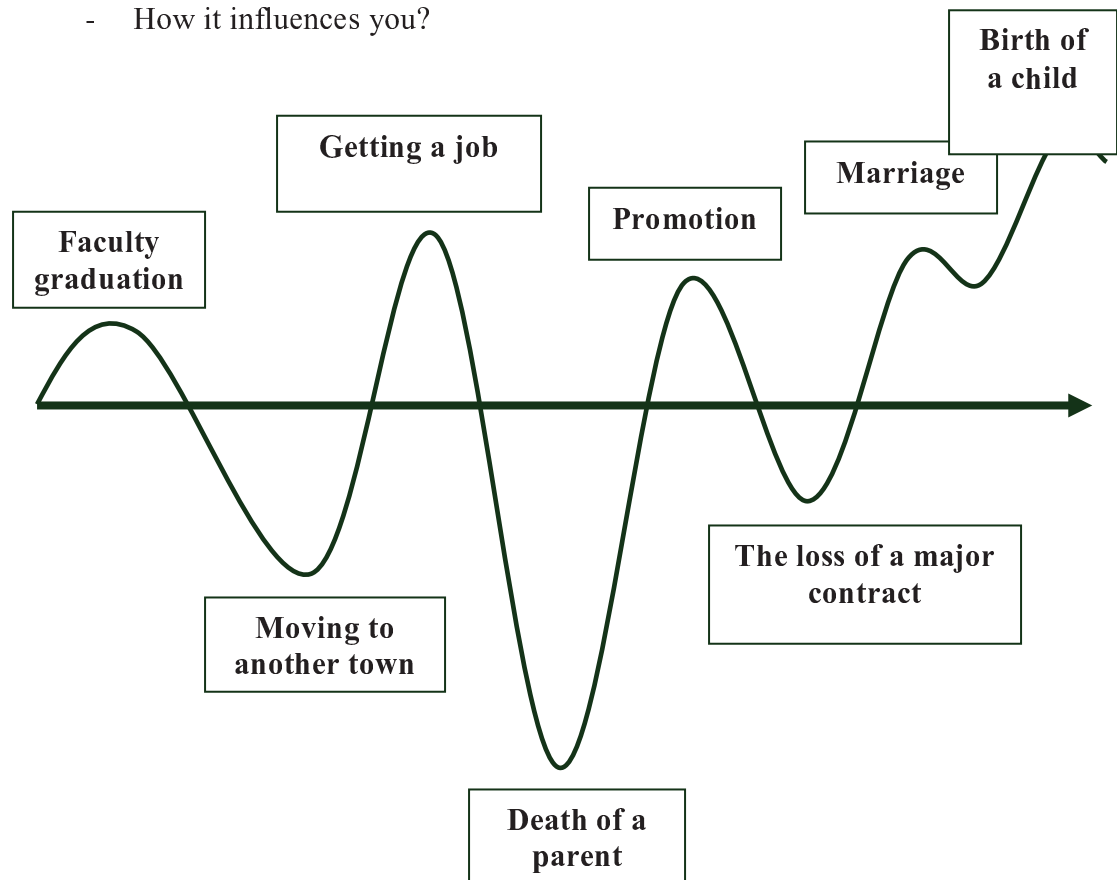 - How it influences you?
Birth of
a child
Getting a job
Marriage
Promotion
Faculty
graduation
The loss of a major
contract
Moving to
another town
Death of a
parent